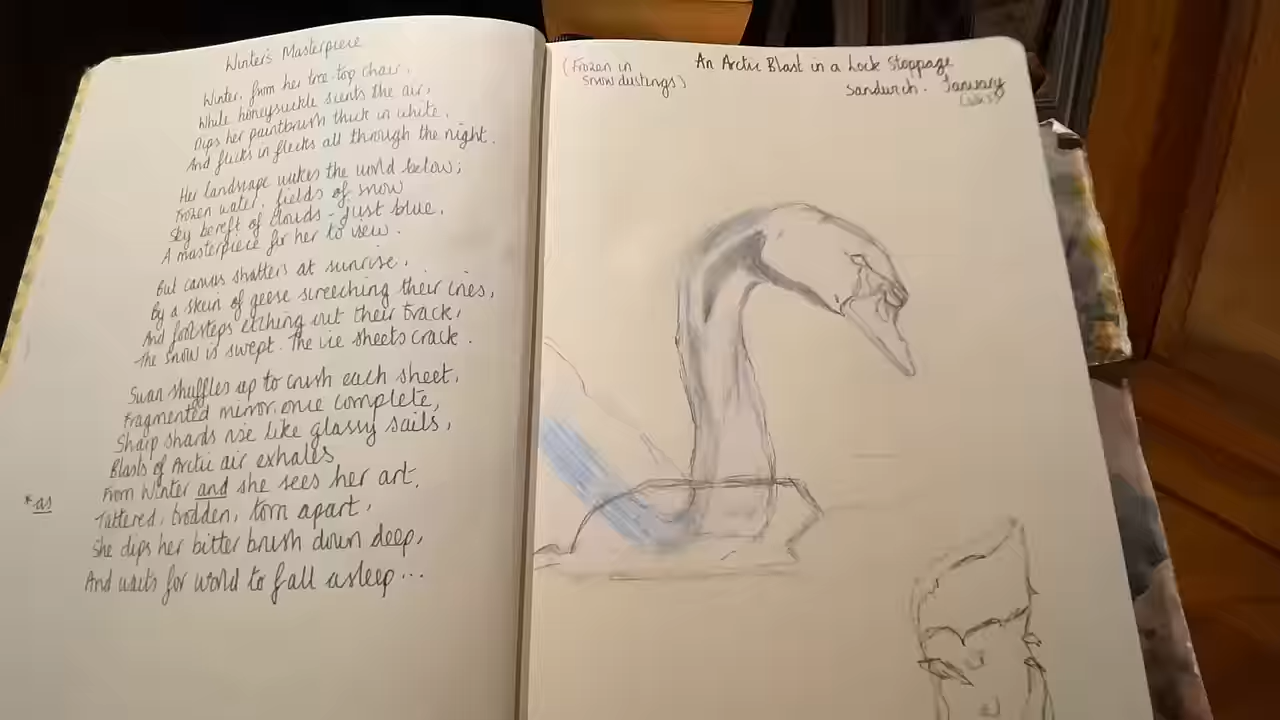 Winter's Masterpiece
Winter, from her tree-top chair,
While honeysuckle scents the air,
Dips her paintbrush thick in white,
And flicks in flecks all through the night.
Her landscape wakes the world below;
Frozen water, fields of snow
Sky bereft of clouds - just blue,
A masterpiece for her to view.
But canvas shatters at sunrise,
By a skein of geese screeching their cries,
And footsteps etching out their track,
The snow is swept. The ice sheets crack.
Swan shuffles up to crush each sheet,
Fragmented mirror, once complete,
Sharp shards rise like glassy sails,
Blasts of Arctic air exhales
*as From Winter and she sees her art,
Tattered, trodden, torn apart,
She dips her bitter brush down deep,
And waits for world to fall asleep...
(Frozen in
Snow dustings)
An Arctic Blast in a Lock Stoppage
Sandwich. January